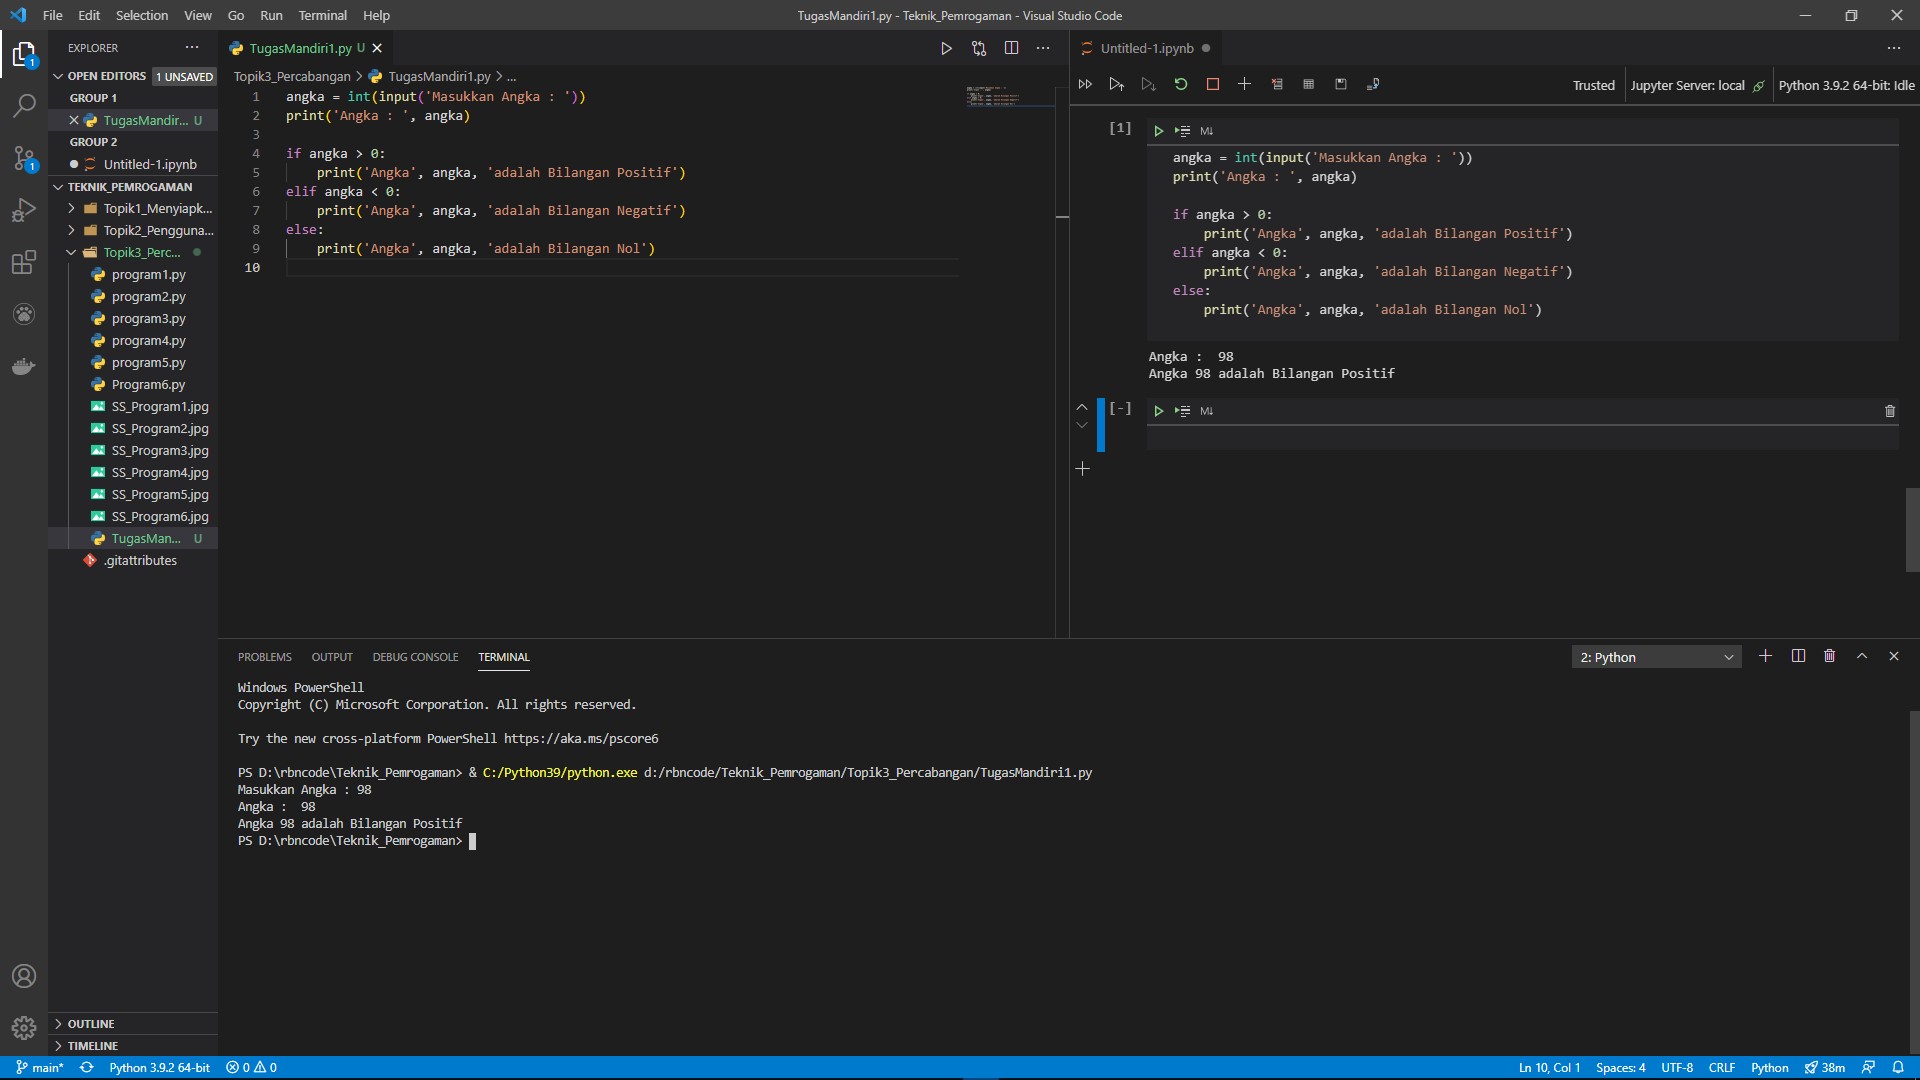 File Edit Selection View Go Run Terminal Help
TugasMandiri1.py - Teknik_Pemrogaman - Visual Studio Code
EXPLORER
OPEN EDITORS 1 UNSAVED
GROUP 1
TugasMandir... U
GROUP 2
Untitled-1.ipynb
TEKNIK_PEMROGAMAN
Topik1_Menyiapk...
Topik2_Pengguna...
Topik3_Perc...
program1.py
program2.py
program3.py
program4.py
program5.py
Program6.py
SS_Program1.jpg
SS_Program2.jpg
SS_Program3.jpg
SS_Program4.jpg
SS_Program5.jpg
SS_Program6.jpg
TugasMan... U
.gitattributes
OUTLINE
TIMELINE
1
1
TugasMandiri1.py U
Topik3_Percabangan > TugasMandiri1.py > ...
1 angka = int(input('Masukkan Angka : '))
2 print('Angka : ', angka)
3
4 if angka > 0:
5     print('Angka', angka, 'adalah Bilangan Positif')
6 elif angka < 0:
7     print('Angka', angka, 'adalah Bilangan Negatif')
8 else:
9     print('Angka', angka, 'adalah Bilangan Nol')
10
Untitled-1.ipynb
Trusted Jupyter Server: local Python 3.9.2 64-bit: Idle
[1] M↓
angka = int(input('Masukkan Angka : '))
print('Angka : ', angka)
if angka > 0:
    print('Angka', angka, 'adalah Bilangan Positif')
elif angka < 0:
    print('Angka', angka, 'adalah Bilangan Negatif')
else:
    print('Angka', angka, 'adalah Bilangan Nol')
Angka :  98
Angka 98 adalah Bilangan Positif
[-] M↓
PROBLEMS OUTPUT DEBUG CONSOLE TERMINAL
2: Python
Windows PowerShell
Copyright (C) Microsoft Corporation. All rights reserved.
Try the new cross-platform PowerShell https://aka.ms/pscore6
PS D:\rbncode\Teknik_Pemrogaman> & C:/Python39/python.exe d:/rbncode/Teknik_Pemrogaman/Topik3_Percabangan/TugasMandiri1.py
Masukkan Angka : 98
Angka :  98
Angka 98 adalah Bilangan Positif
PS D:\rbncode\Teknik_Pemrogaman>
main* Python 3.9.2 64-bit 0 0
Ln 10, Col 1 Spaces: 4 UTF-8 CRLF Python 38m